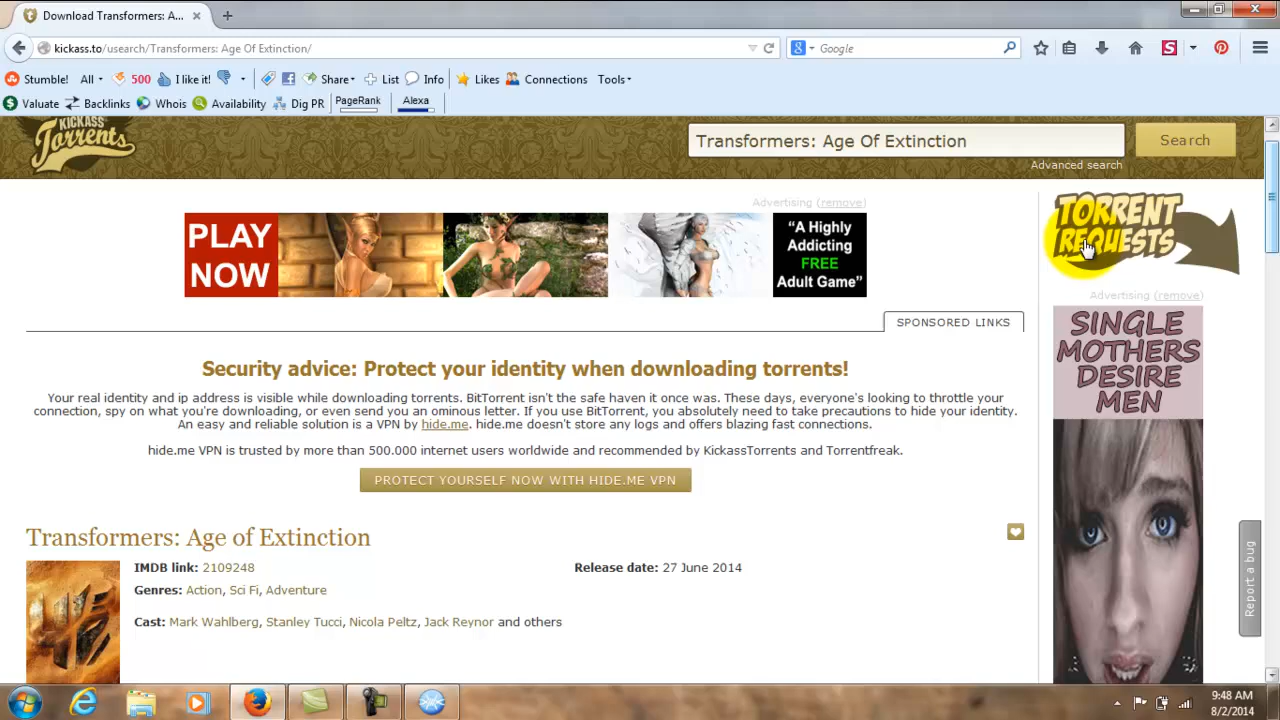 Download Transformers: A...
kickass.to/usearch/Transformers: Age Of Extinction/
Google
Stumble! All 500 I like it! Share List Info Likes Connections Tools
Valuate Backlinks Whois Availability Dig PR PageRank Alexa
KICKASS
Torrents
Transformers: Age Of Extinction
Search
Advanced search
Advertising (remove)
PLAY
NOW
“A Highly
Addicting
FREE
Adult Game”
TORRENT
REQUESTS
Advertising (remove)
SINGLE
MOTHERS
DESIRE
MEN
SPONSORED LINKS
Security advice: Protect your identity when downloading torrents!
Your real identity and ip address is visible while downloading torrents. BitTorrent isn't the safe haven it once was. These days, everyone's looking to throttle your
connection, spy on what you're downloading, or even send you an ominous letter. If you use BitTorrent, you absolutely need to take precautions to hide your identity.
An easy and reliable solution is a VPN by hide.me. hide.me doesn't store any logs and offers blazing fast connections.
hide.me VPN is trusted by more than 500.000 internet users worldwide and recommended by KickassTorrents and Torrentfreak.
PROTECT YOURSELF NOW WITH HIDE.ME VPN
Transformers: Age of Extinction
IMDB link: 2109248
Release date: 27 June 2014
Genres: Action, Sci Fi, Adventure
Cast: Mark Wahlberg, Stanley Tucci, Nicola Peltz, Jack Reynor and others
Report a bug
9:48 AM
8/2/2014